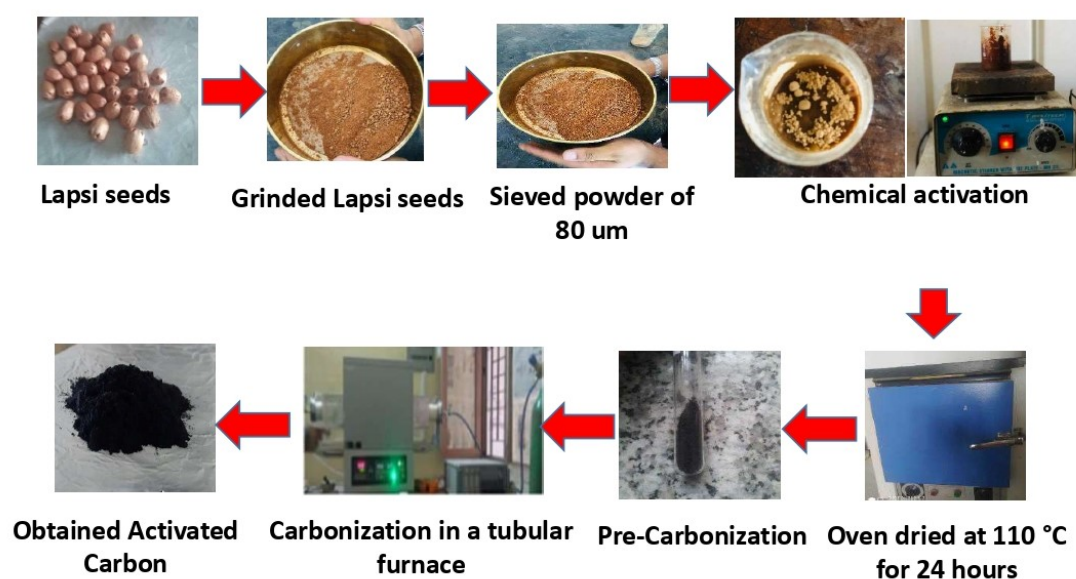 Lapsi seeds
Grinded Lapsi seeds
Sieved powder of
80 um
Chemical activation
Obtained Activated
Carbon
Carbonization in a tubular
furnace
Pre-Carbonization
Oven dried at 110 °C
for 24 hours